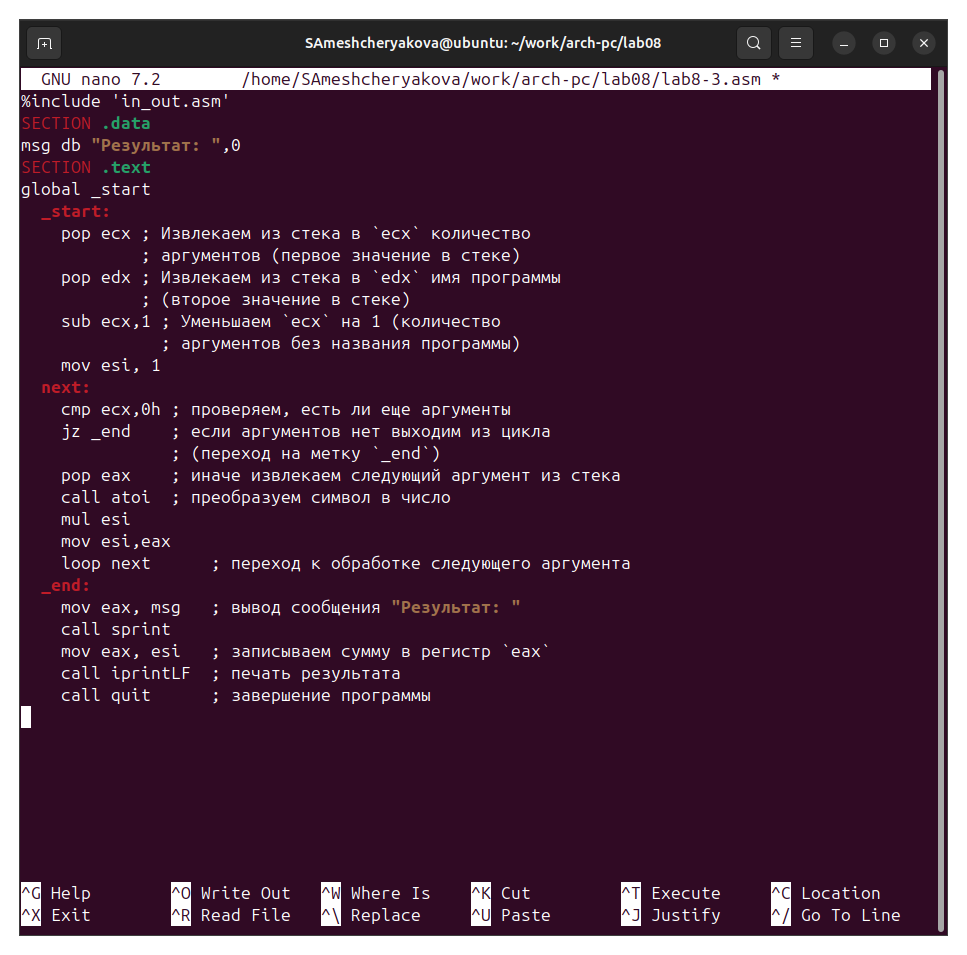 SAmeshcheryakova@ubuntu: ~/work/arch-pc/lab08
GNU nano 7.2 /home/SAmeshcheryakova/work/arch-pc/lab08/lab8-3.asm *
%include 'in_out.asm'
SECTION .data
msg db "Результат: ",0
SECTION .text
global _start
_start:
pop ecx ; Извлекаем из стека в `ecx` количество
; аргументов (первое значение в стеке)
pop edx ; Извлекаем из стека в `edx` имя программы
; (второе значение в стеке)
sub ecx,1 ; Уменьшаем `ecx` на 1 (количество
; аргументов без названия программы)
mov esi, 1
next:
cmp ecx,0h ; проверяем, есть ли еще аргументы
jz _end ; если аргументов нет выходим из цикла
; (переход на метку `_end`)
pop eax ; иначе извлекаем следующий аргумент из стека
call atoi ; преобразуем символ в число
mul esi
mov esi,eax
loop next ; переход к обработке следующего аргумента
_end:
mov eax, msg ; вывод сообщения "Результат: "
call sprint
mov eax, esi ; записываем сумму в регистр `eax`
call iprintLF ; печать результата
call quit ; завершение программы
^G Help ^O Write Out ^W Where Is ^K Cut ^T Execute ^C Location
^X Exit ^R Read File ^\ Replace ^U Paste ^J Justify ^/ Go To Line